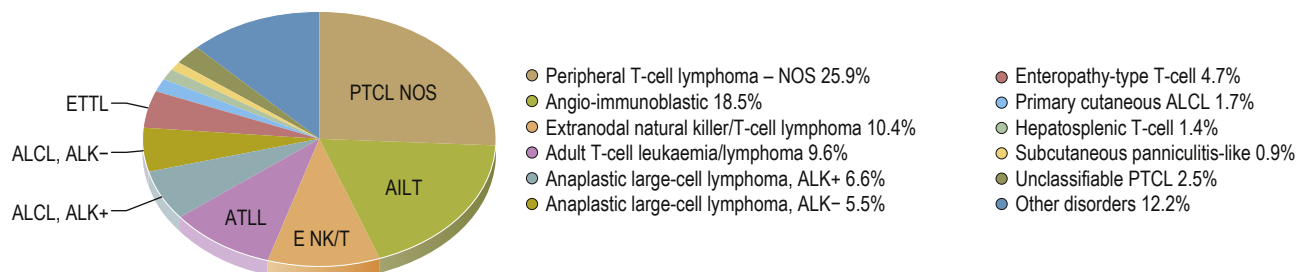 PTCL NOS
AILT
E NK/T
ATLL
ALCL, ALK+
ALCL, ALK−
ETTL
Peripheral T-cell lymphoma – NOS 25.9%
Angio-immunoblastic 18.5%
Extranodal natural killer/T-cell lymphoma 10.4%
Adult T-cell leukaemia/lymphoma 9.6%
Anaplastic large-cell lymphoma, ALK+ 6.6%
Anaplastic large-cell lymphoma, ALK− 5.5%
Enteropathy-type T-cell 4.7%
Primary cutaneous ALCL 1.7%
Hepatosplenic T-cell 1.4%
Subcutaneous panniculitis-like 0.9%
Unclassifiable PTCL 2.5%
Other disorders 12.2%